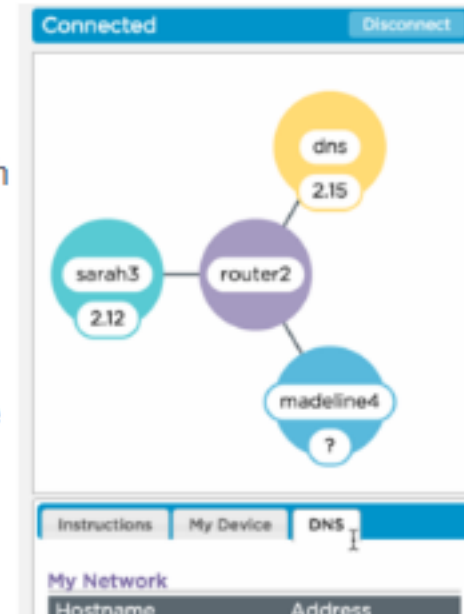 Connected Disconnect
dns
2.15
sarah3 router2
2.12
madeline4
?
Instructions My Device DNS
My Network
Hostname Address